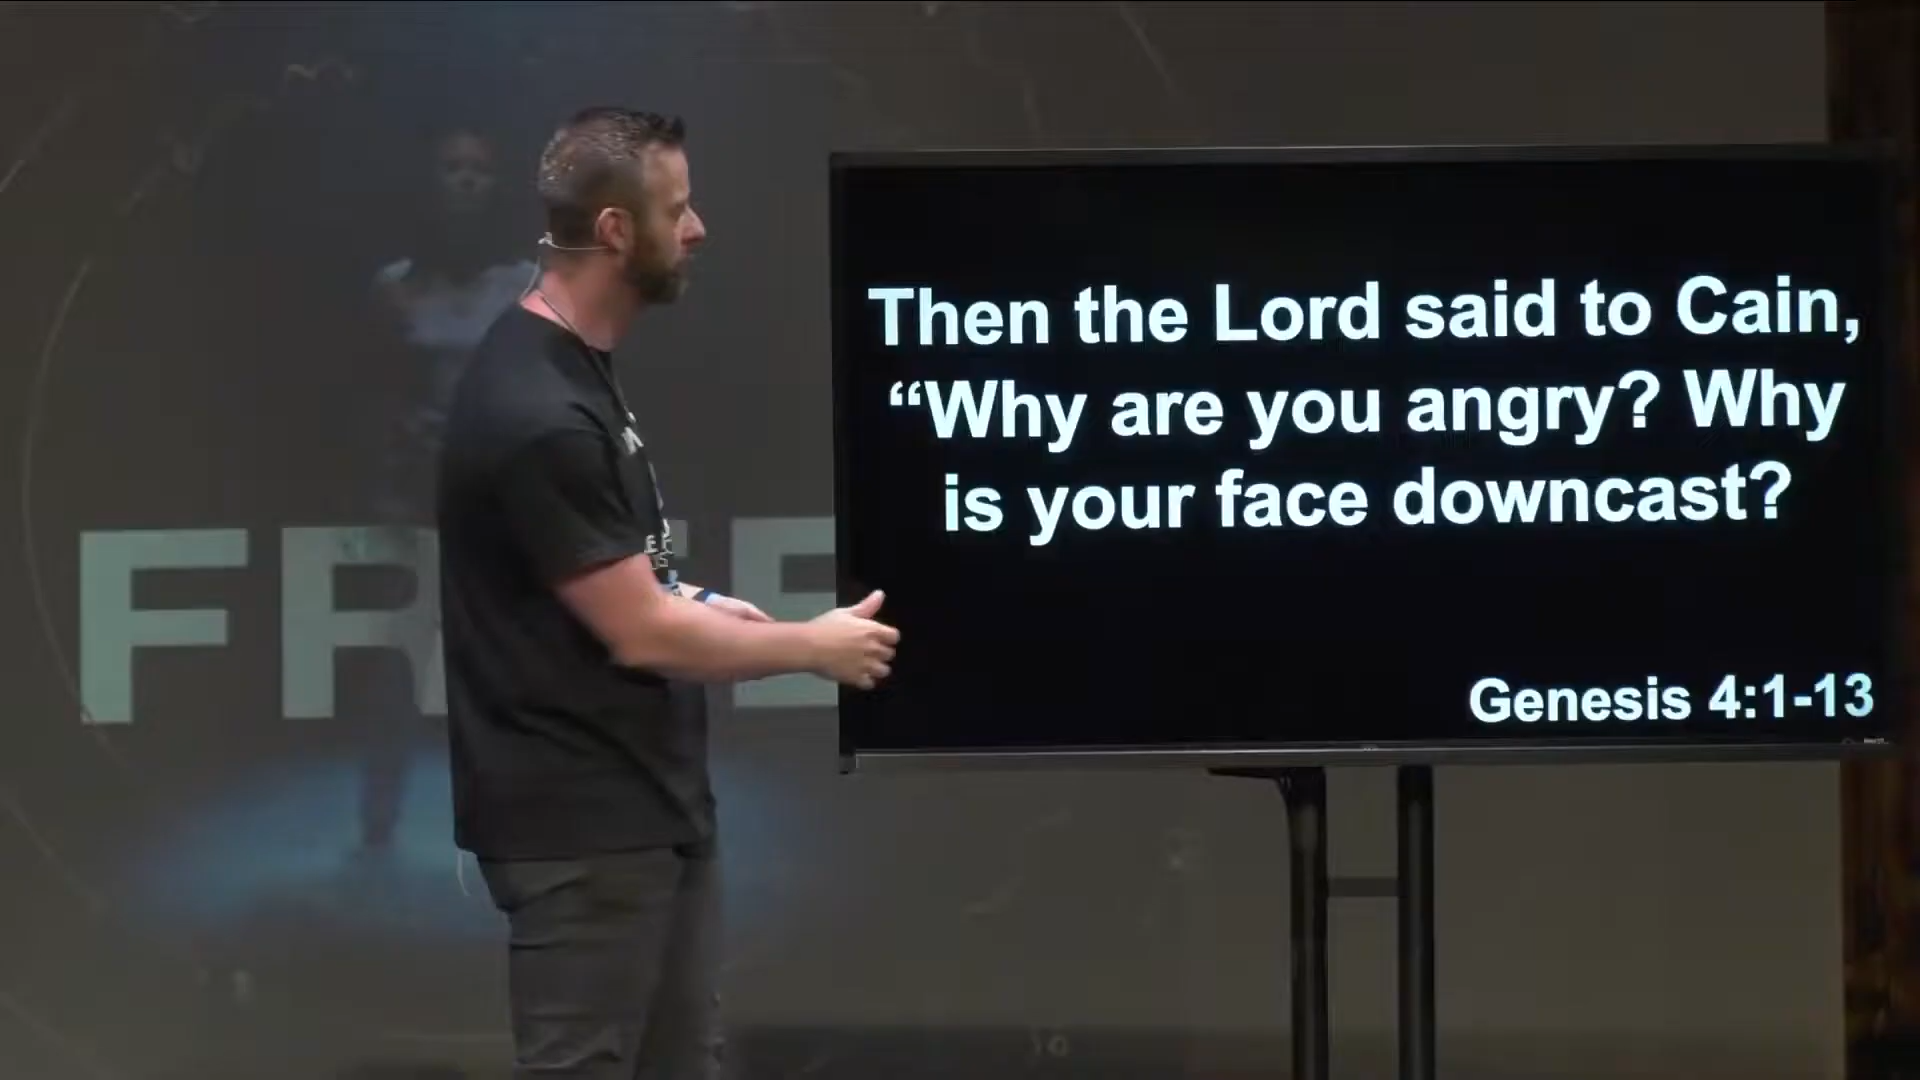 Then the Lord said to Cain,
“Why are you angry? Why
is your face downcast?
Genesis 4:1-13